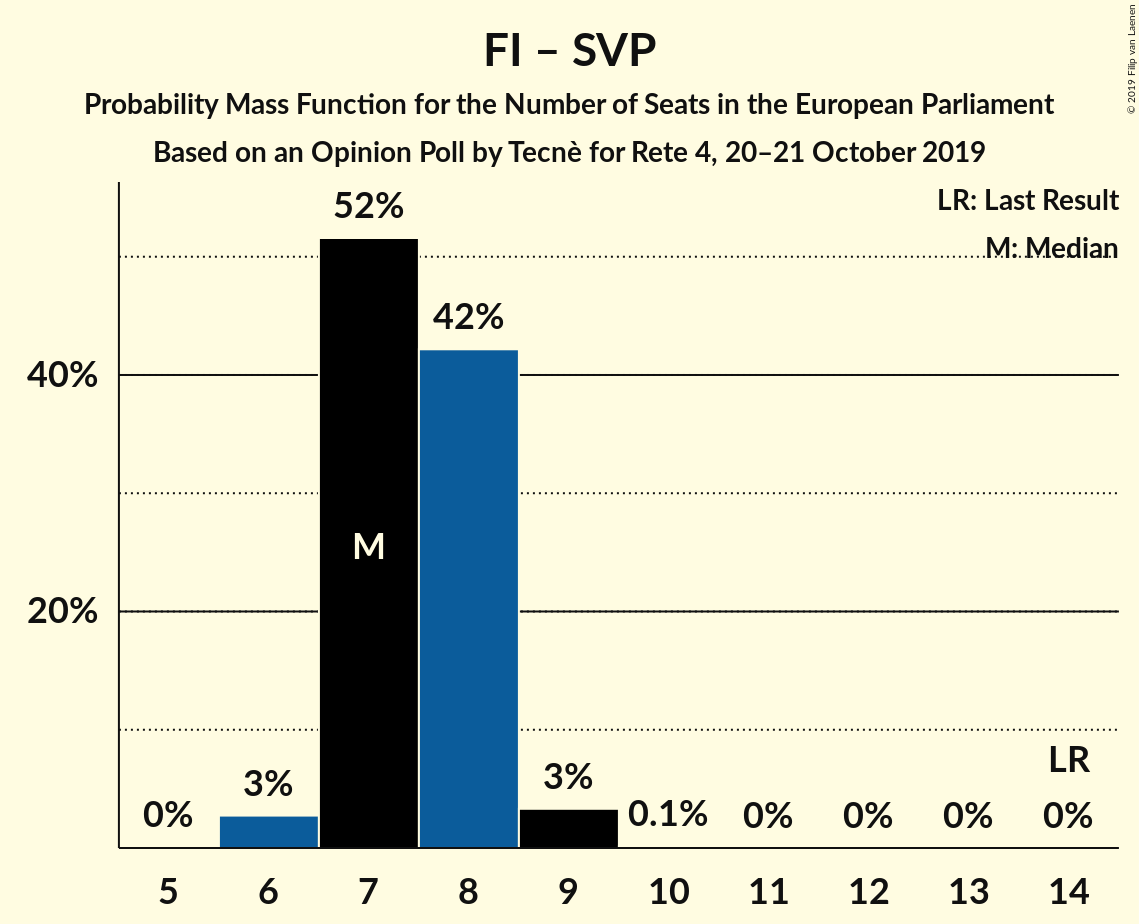 FI – SVP
Probability Mass Function for the Number of Seats in the European Parliament
Based on an Opinion Poll by Tecnè for Rete 4, 20–21 October 2019
© 2019 Filip van Laenen
LR: Last Result
M: Median
52%
42%
40%
M
20%
0%
3%
3%
0.1%
0%
0%
0%
LR
0%
5
6
7
8
9
10
11
12
13
14